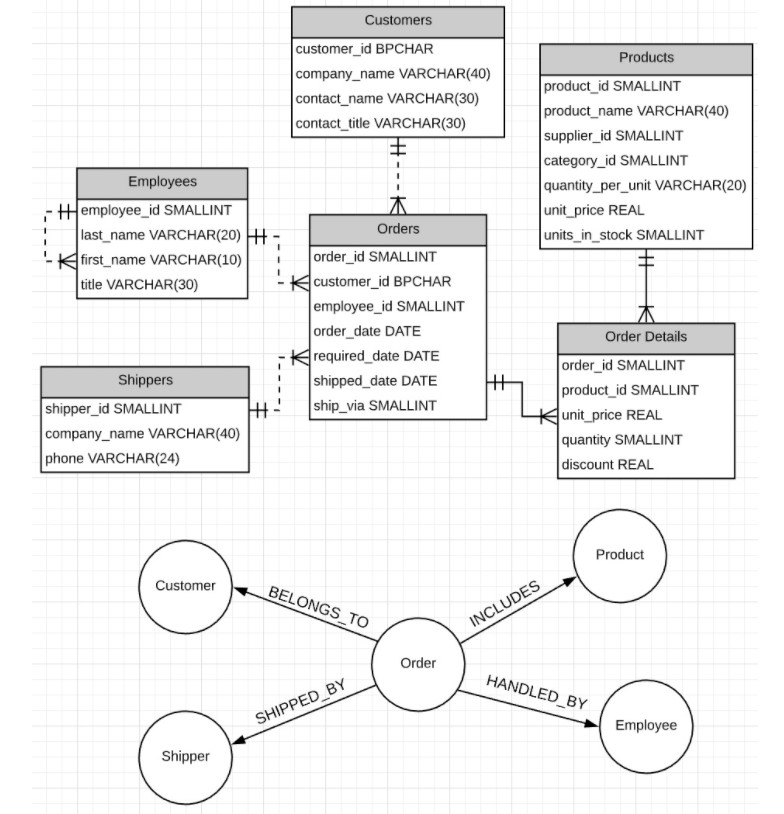 Customers
customer_id BPCHAR
company_name VARCHAR(40)
contact_name VARCHAR(30)
contact_title VARCHAR(30)
Products
product_id SMALLINT
product_name VARCHAR(40)
supplier_id SMALLINT
category_id SMALLINT
quantity_per_unit VARCHAR(20)
unit_price REAL
units_in_stock SMALLINT
Employees
employee_id SMALLINT
last_name VARCHAR(20)
first_name VARCHAR(10)
title VARCHAR(30)
Orders
order_id SMALLINT
customer_id BPCHAR
employee_id SMALLINT
order_date DATE
required_date DATE
shipped_date DATE
ship_via SMALLINT
Shippers
shipper_id SMALLINT
company_name VARCHAR(40)
phone VARCHAR(24)
Order Details
order_id SMALLINT
product_id SMALLINT
unit_price REAL
quantity SMALLINT
discount REAL
Customer
BELONGS_TO
INCLUDES
Product
Order
SHIPPED_BY
HANDLED_BY
Shipper
Employee